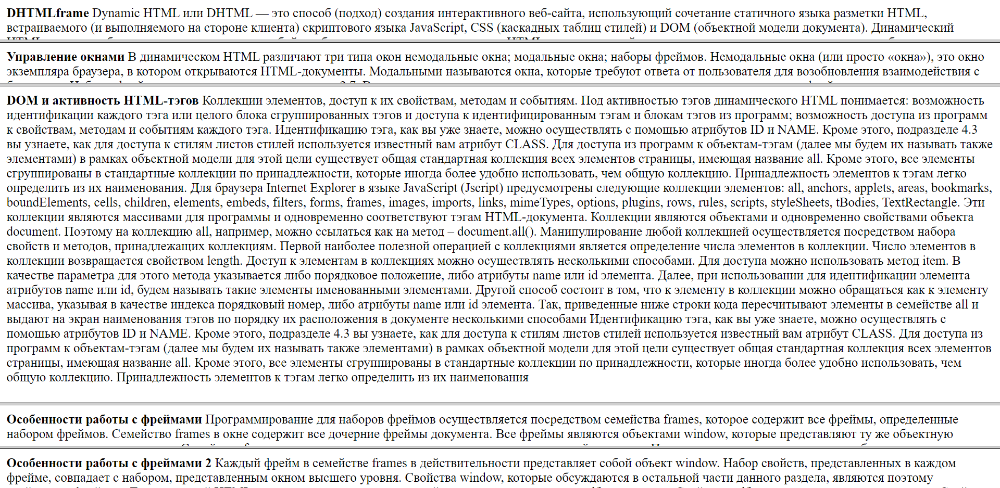 DHTMLframe Dynamic HTML или DHTML — это способ (подход) создания интерактивного веб-сайта, использующий сочетание статичного языка разметки HTML,
встраиваемого (и выполняемого на стороне клиента) скриптового языка JavaScript, CSS (каскадных таблиц стилей) и DOM (объектной модели документа). Динамический
Управление окнами В динамическом HTML различают три типа окон немодальные окна; модальные окна; наборы фреймов. Немодальные окна (или просто «окна»), это окно
экземпляра браузера, в котором открываются HTML-документы. Модальными называются окна, которые требуют ответа от пользователя для возобновления взаимодействия с
DOM и активность HTML-тэгов Коллекции элементов, доступ к их свойствам, методам и событиям. Под активностью тэгов динамического HTML понимается: возможность
идентификации каждого тэга или целого блока сгруппированных тэгов и доступа к идентифицированным тэгам и блокам тэгов из программ; возможность доступа из программ
к свойствам, методам и событиям каждого тэга. Идентификацию тэга, как вы уже знаете, можно осуществлять с помощью атрибутов ID и NAME. Кроме этого, подразделе 4.3
вы узнаете, как для доступа к стилям листов стилей используется известный вам атрибут CLASS. Для доступа из программ к объектам-тэгам (далее мы будем их называть также
элементами) в рамках объектной модели для этой цели существует общая стандартная коллекция всех элементов страницы, имеющая название all. Кроме этого, все элементы
сгруппированы в стандартные коллекции по принадлежности, которые иногда более удобно использовать, чем общую коллекцию. Принадлежность элементов к тэгам легко
определить из их наименования. Для браузера Internet Explorer в языке JavaScript (Jscript) предусмотрены следующие коллекции элементов: all, anchors, applets, areas, bookmarks,
boundElements, cells, children, elements, embeds, filters, forms, frames, images, imports, links, mimeTypes, options, plugins, rows, rules, scripts, styleSheets, tBodies, TextRectangle. Эти
коллекции являются массивами для программы и одновременно соответствуют тэгам HTML-документа. Коллекции являются объектами и одновременно свойствами объекта
document. Поэтому на коллекцию all, например, можно ссылаться как на метод – document.all(). Манипулирование любой коллекцией осуществляется посредством набора
свойств и методов, принадлежащих коллекциям. Первой наиболее полезной операцией с коллекциями является определение числа элементов в коллекции. Число элементов в
коллекции возвращается свойством length. Доступ к элементам в коллекциях можно осуществлять несколькими способами. Для доступа можно использовать метод item. В
качестве параметра для этого метода указывается либо порядковое положение, либо атрибуты name или id элемента. Далее, при использовании для идентификации элемента
атрибутов name или id, будем называть такие элементы именованными элементами. Другой способ состоит в том, что к элементу в коллекции можно обращаться как к элементу
массива, указывая в качестве индекса порядковый номер, либо атрибуты name или id элемента. Так, приведенные ниже строки кода пересчитывают элементы в семействе all и
выдают на экран наименования тэгов по порядку их расположения в документе несколькими способами Идентификацию тэга, как вы уже знаете, можно осуществлять с
помощью атрибутов ID и NAME. Кроме этого, подразделе 4.3 вы узнаете, как для доступа к стилям листов стилей используется известный вам атрибут CLASS. Для доступа из
программ к объектам-тэгам (далее мы будем их называть также элементами) в рамках объектной модели для этой цели существует общая стандартная коллекция всех элементов
страницы, имеющая название all. Кроме этого, все элементы сгруппированы в стандартные коллекции по принадлежности, которые иногда более удобно использовать, чем
общую коллекцию. Принадлежность элементов к тэгам легко определить из их наименования
Особенности работы с фреймами Программирование для наборов фреймов осуществляется посредством семейства frames, которое содержит все фреймы, определенные
набором фреймов. Семейство frames в окне содержит все дочерние фреймы документа. Все фреймы являются объектами window, которые представляют ту же объектную
Особенности работы с фреймами 2 Каждый фрейм в семействе frames в действительности представляет собой объект window. Набор свойств, представленных в каждом
фрейме, совпадает с набором, представленным окном высшего уровня. Свойства window, которые обсуждаются в остальной части данного раздела, являются поэтому